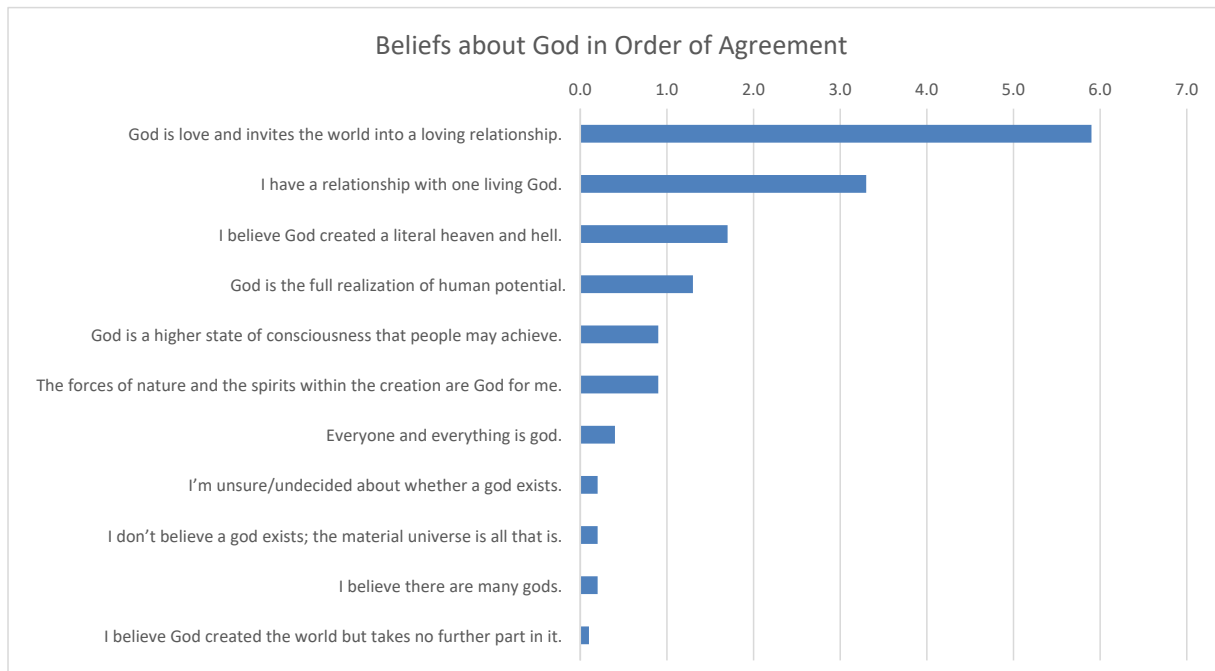 Beliefs about God in Order of Agreement
0.0 1.0 2.0 3.0 4.0 5.0 6.0 7.0
God is love and invites the world into a loving relationship.
I have a relationship with one living God.
I believe God created a literal heaven and hell.
God is the full realization of human potential.
God is a higher state of consciousness that people may achieve.
The forces of nature and the spirits within the creation are God for me.
Everyone and everything is god.
I’m unsure/undecided about whether a god exists.
I don’t believe a god exists; the material universe is all that is.
I believe there are many gods.
I believe God created the world but takes no further part in it.